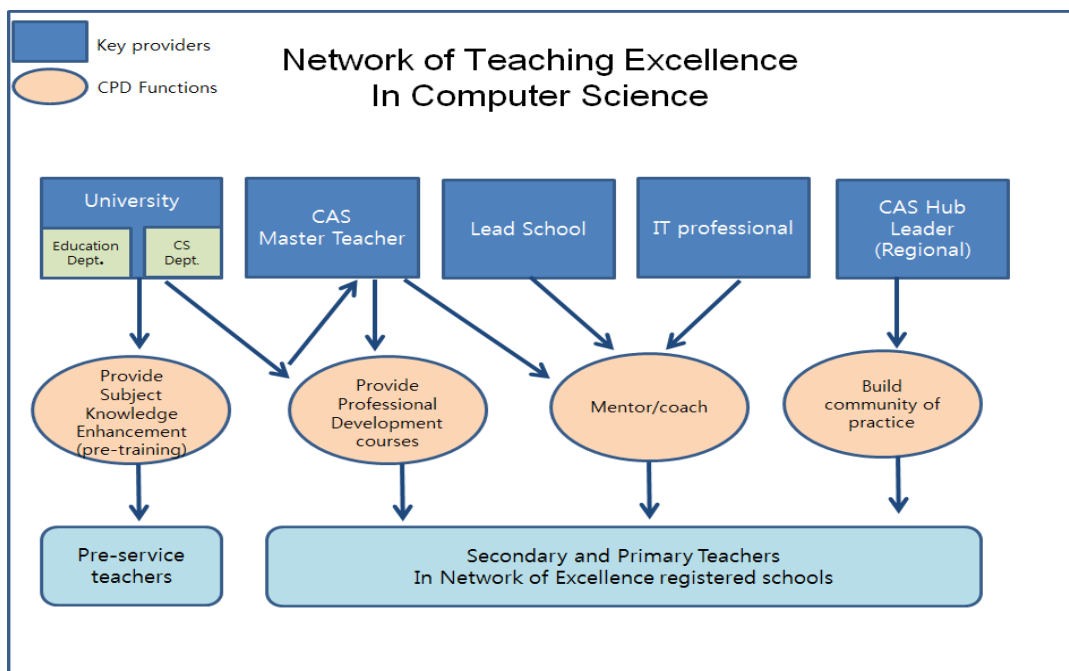 Key providers
CPD Functions
Network of Teaching Excellence
In Computer Science
University
Education
Dept.
CS
Dept.
CAS
Master Teacher
Lead School
IT professional
CAS Hub
Leader
(Regional)
Provide
Subject
Knowledge
Enhancement
(pre-training)
Provide
Professional
Development
courses
Mentor/coach
Build
community of
practice
Pre-service
teachers
Secondary and Primary Teachers
In Network of Excellence registered schools